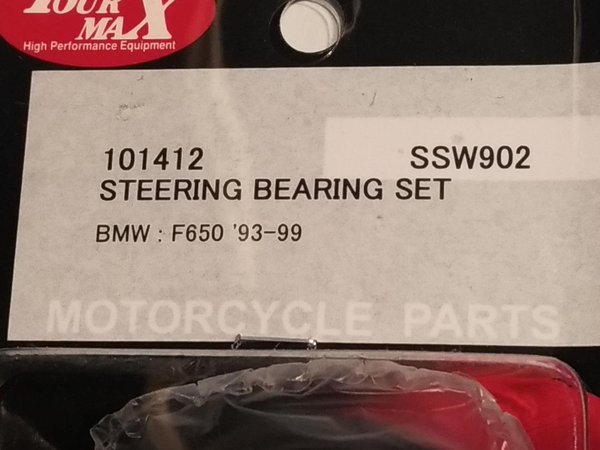 TOUR
MAX
High Performance Equipment
101412 SSW902
STEERING BEARING SET
BMW : F650 '93-99
MOTORCYCLE PARTS